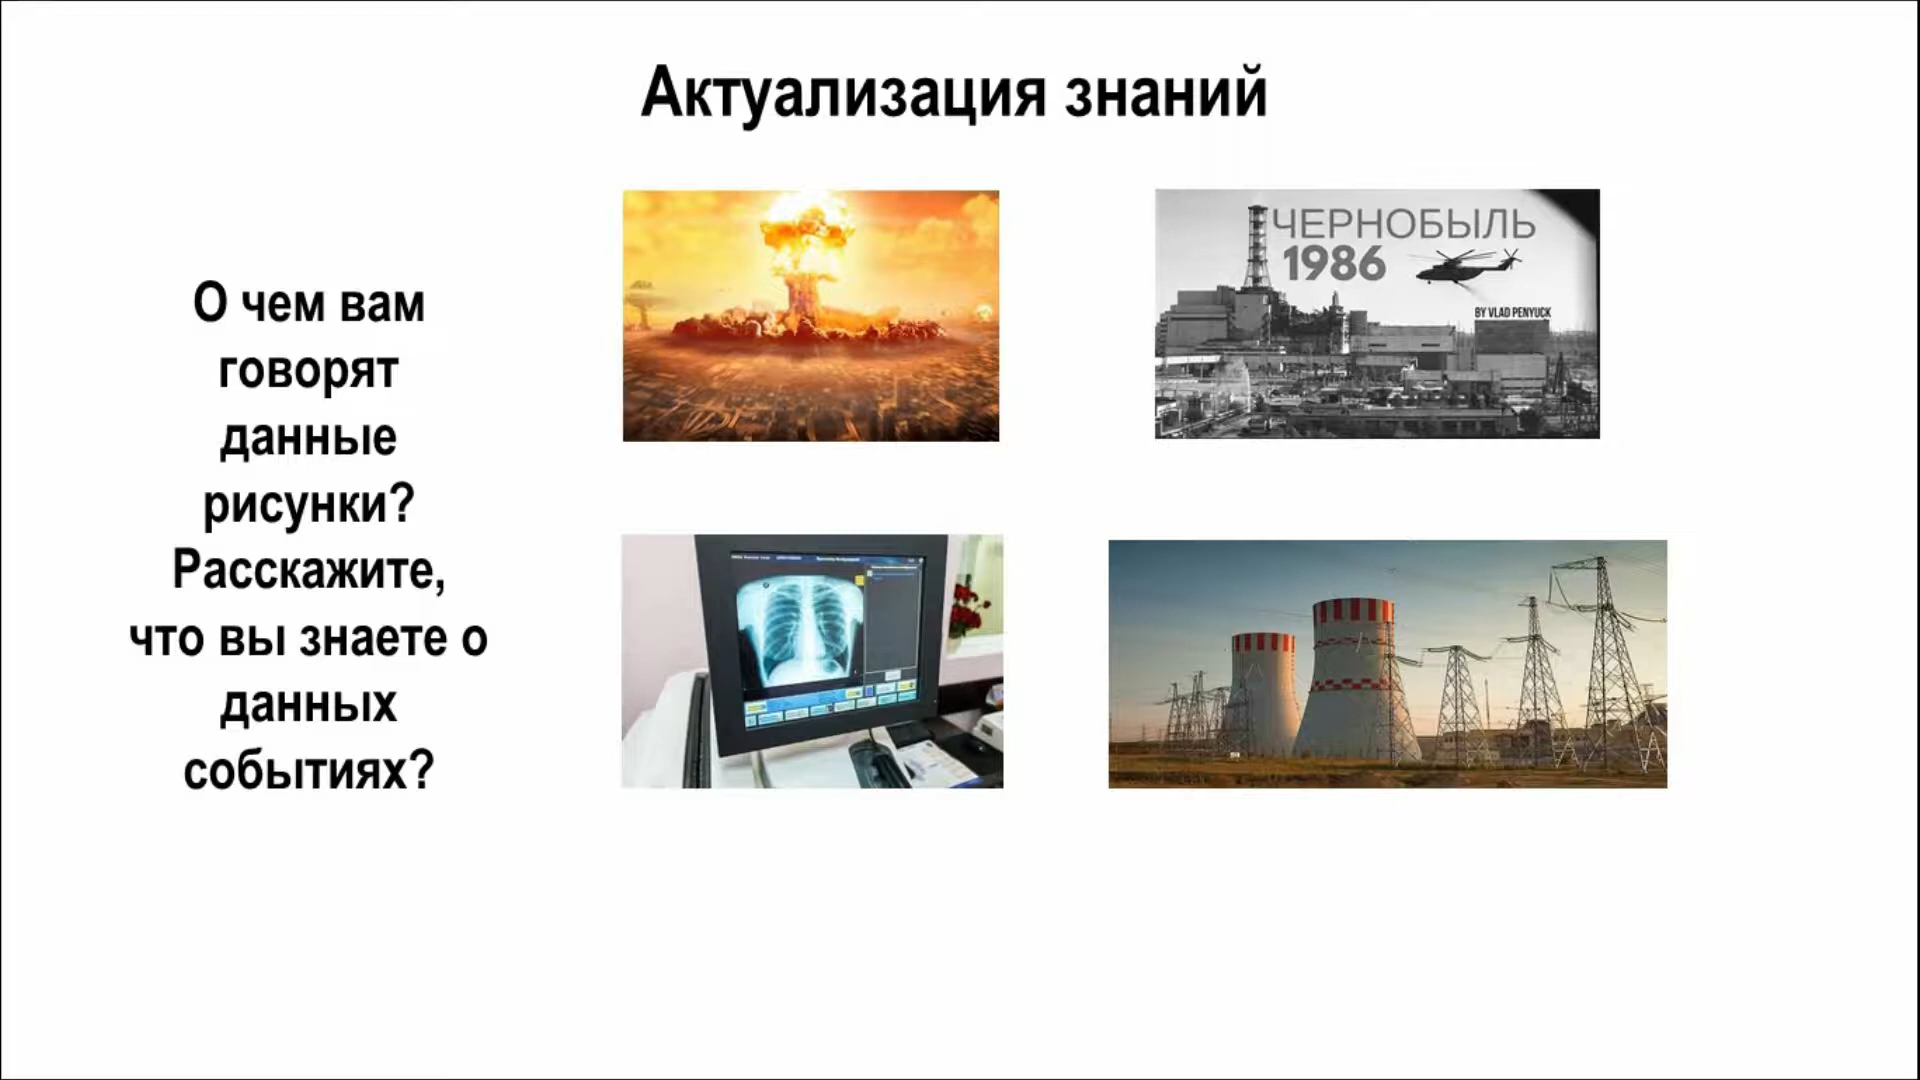 Актуализация знаний
О чем вам
говорят
данные
рисунки?
Расскажите,
что вы знаете о
данных
событиях?
ЧЕРНОБЫЛЬ
1986
BY VLAD PENYUCK